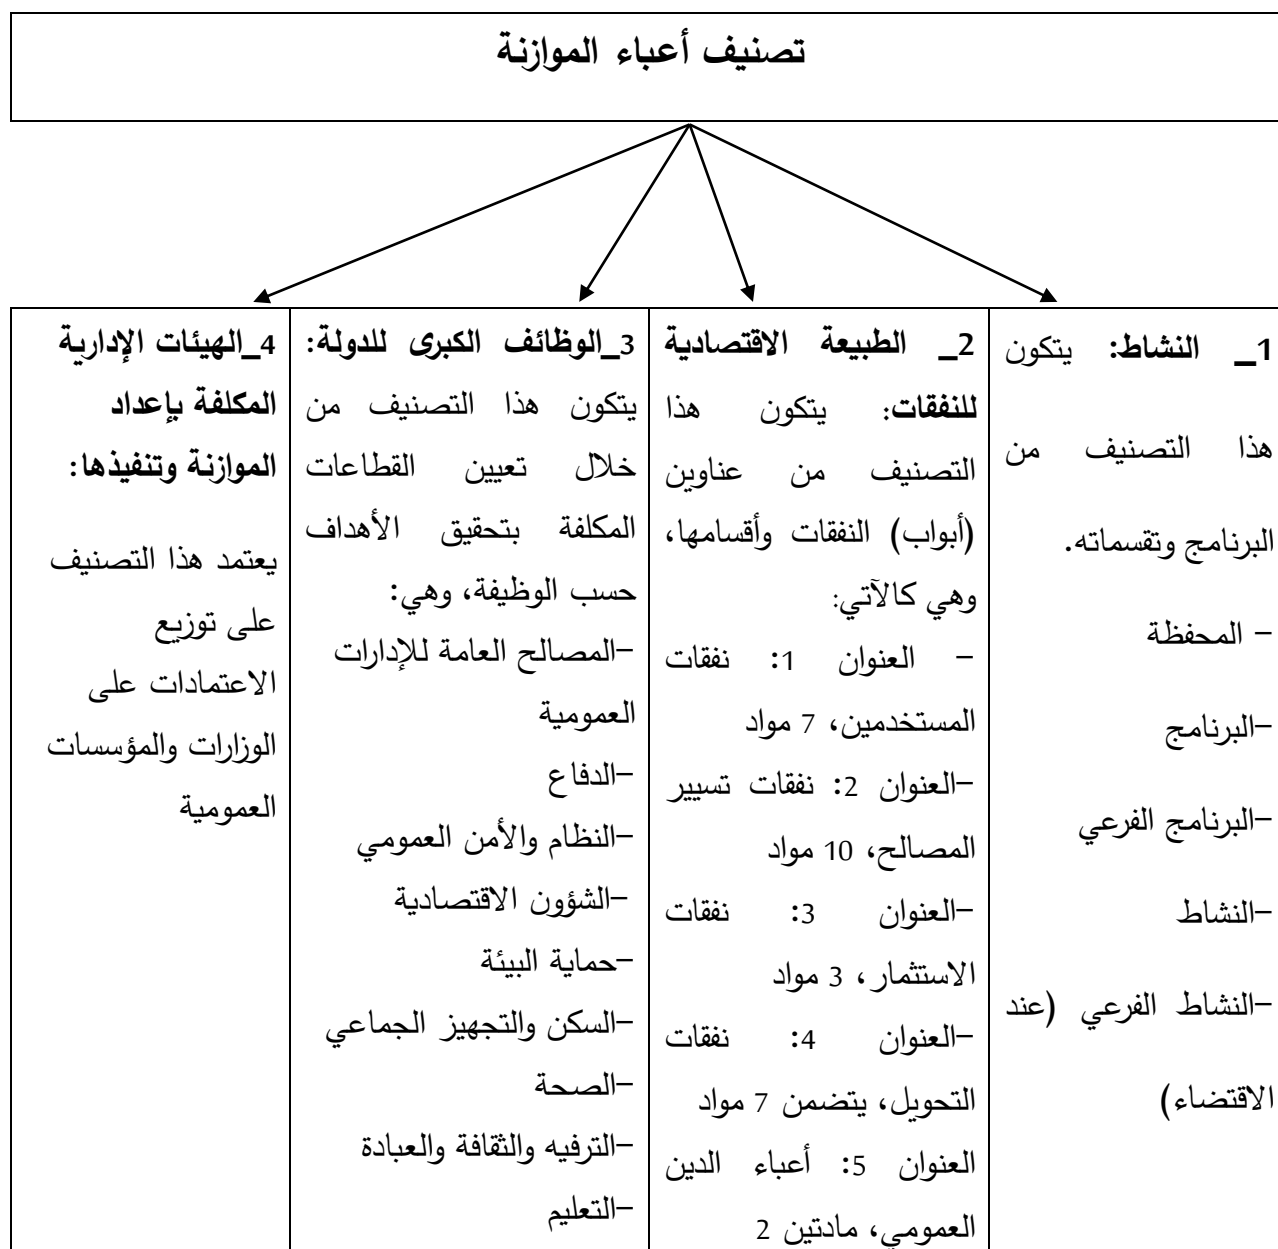 تصنيف أعباء الموازنة
1_ النشاط: يتكون
هذا التصنيف من
البرنامج وتقسماته.
- المحفظة
-البرنامج
-البرنامج الفرعي
-النشاط
-النشاط الفرعي (عند
الاقتضاء)
2_ الطبيعة الاقتصادية
للنفقات: يتكون هذا
التصنيف من عناوين
(أبواب) النفقات وأقسامها،
وهي كالآتي:
- العنوان 1: نفقات
المستخدمين، 7 مواد
-العنوان 2: نفقات تسيير
المصالح، 10 مواد
-العنوان 3: نفقات
الاستثمار، 3 مواد
-العنوان 4: نفقات
التحويل، يتضمن 7 مواد
العنوان 5: أعباء الدين
العمومي، مادتين 2
3_الوظائف الكبرى للدولة:
يتكون هذا التصنيف من
خلال تعيين القطاعات
المكلفة بتحقيق الأهداف
حسب الوظيفة، وهي:
-المصالح العامة للإدارات
العمومية
-الدفاع
-النظام والأمن العمومي
-الشؤون الاقتصادية
-حماية البيئة
-السكن والتجهيز الجماعي
-الصحة
-الترفيه والثقافة والعبادة
-التعليم
4_الهيئات الإدارية
المكلفة بإعداد
الموازنة وتنفيذها:
يعتمد هذا التصنيف
على توزيع
الاعتمادات على
الوزارات والمؤسسات
العمومية